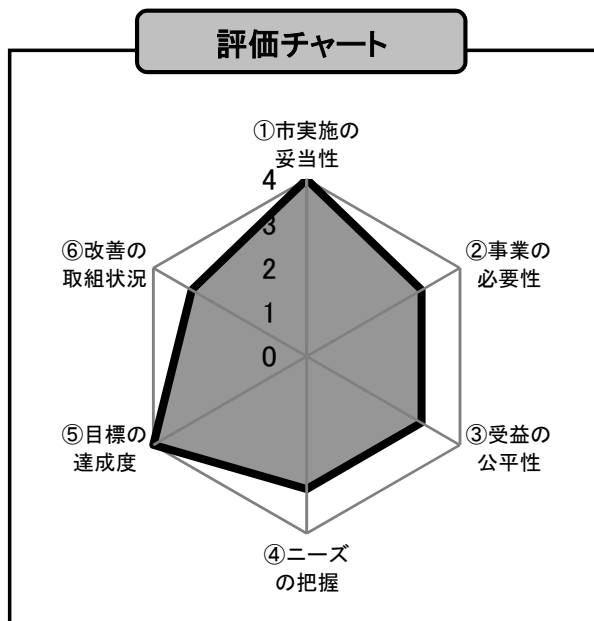 評価チャート
①市実施の
妥当性
4
3
2
1
0
②事業の
必要性
③受益の
公平性
④ニーズ
の把握
⑤目標の
達成度
⑥改善の
取組状況